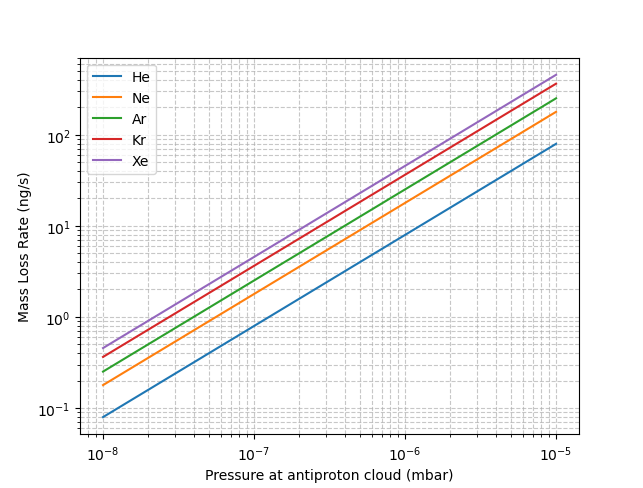 He
Ne
Ar
Kr
Xe
10²
10¹
10⁰
10⁻¹
Mass Loss Rate (ng/s)
10⁻⁸
10⁻⁷
10⁻⁶
10⁻⁵
Pressure at antiproton cloud (mbar)